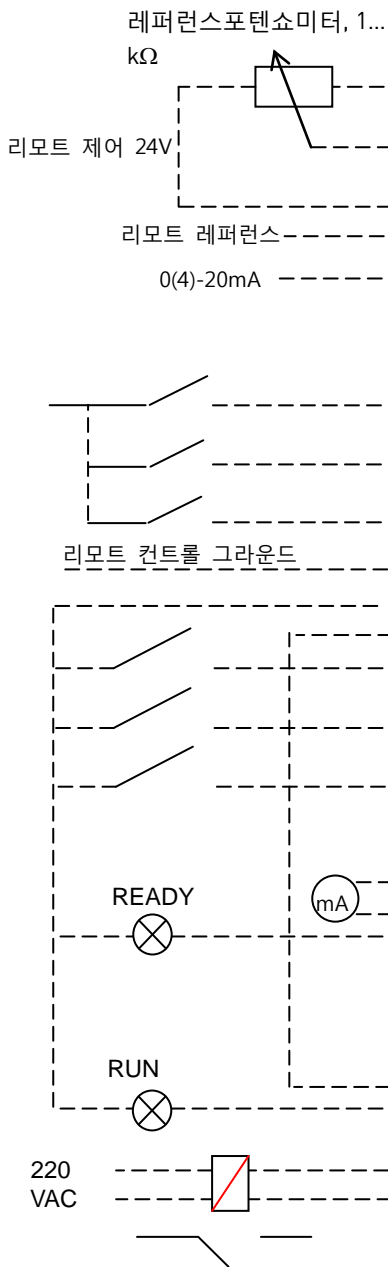 레퍼런스포텐쇼미터, 1...
kΩ
리모트 제어 24V
리모트 레퍼런스
0(4)-20mA
리모트 컨트롤 그라운드
READY
mA
RUN
220
VAC